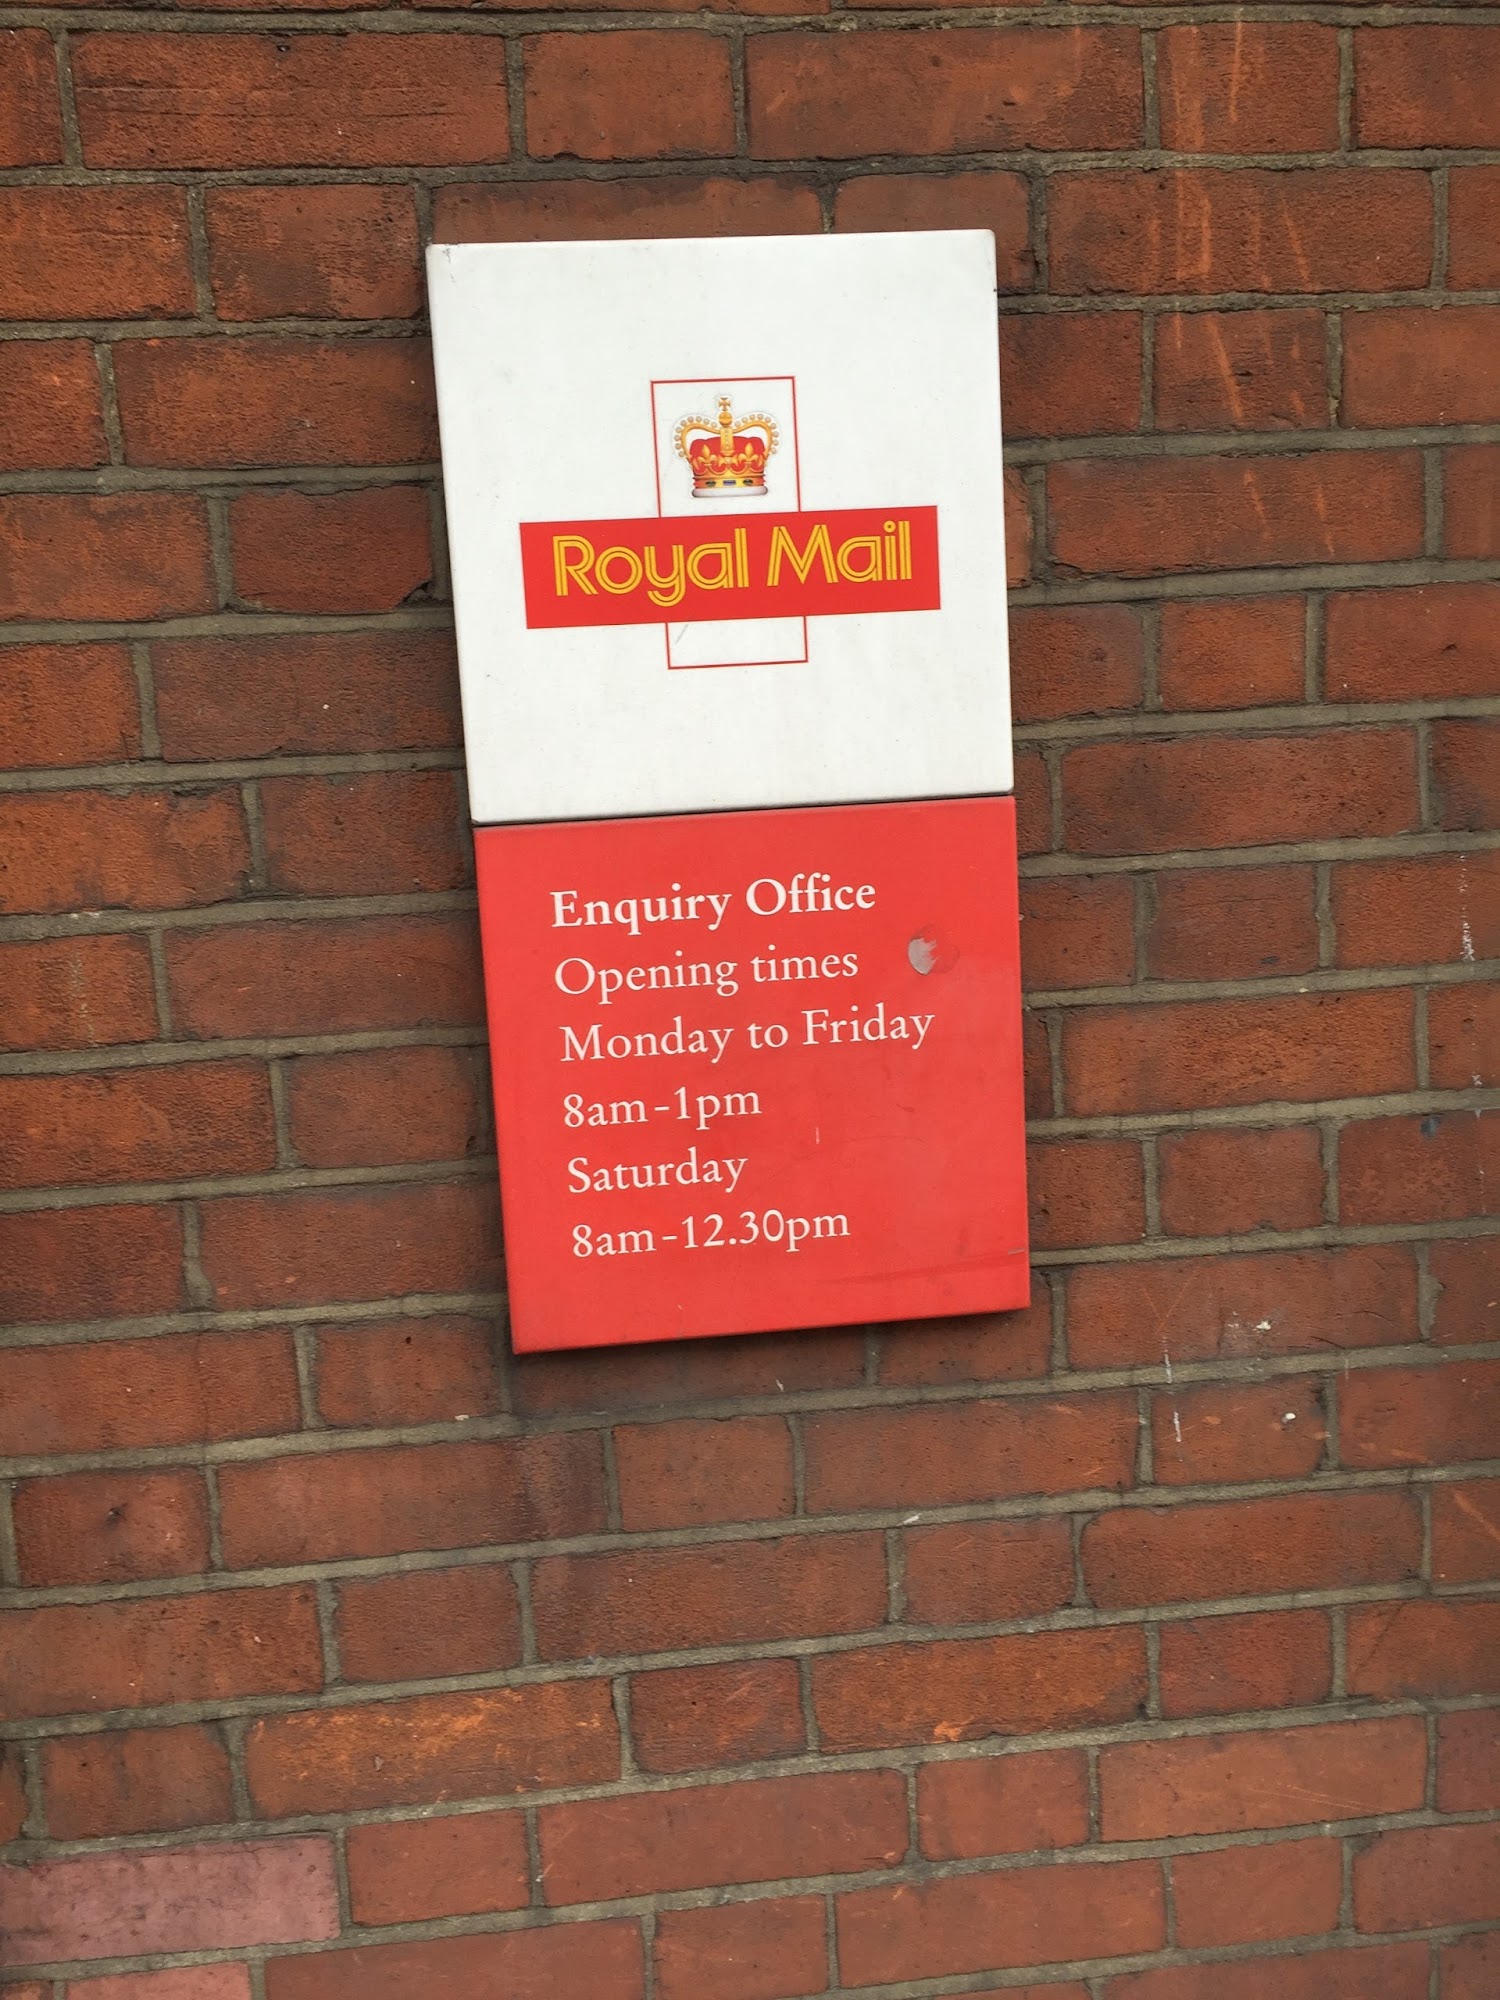 Royal Mail
Enquiry Office
Opening times
Monday to Friday
8am-1pm
Saturday
8am-12.30pm